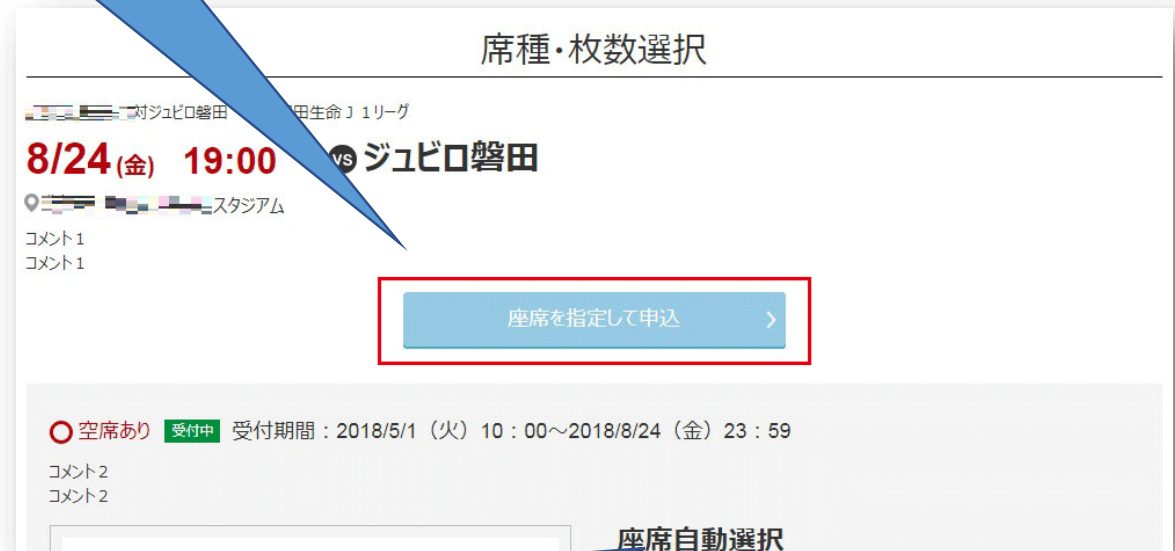 席種・枚数選択
対ジュビロ磐田 田生命J1リーグ
8/24(金) 19:00 VS ジュビロ磐田
スタジアム
コメント1
コメント1
座席を指定して申込
空席あり 受付中 受付期間：2018/5/1（火）10：00～2018/8/24（金）23：59
コメント2
コメント2
座席自動選択